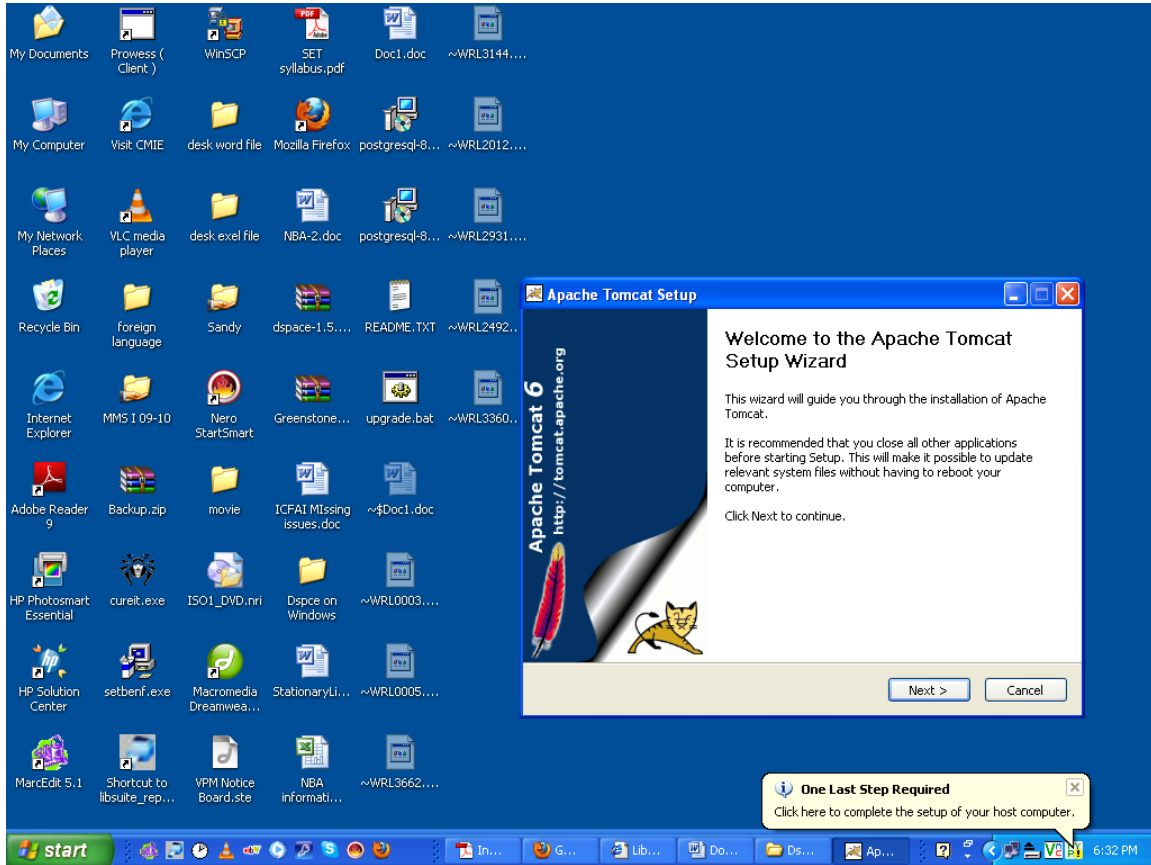 My Documents
Prowess (
Client )
WinSCP
SET
syllabus.pdf
Doc1.doc
~WRL3144....
My Computer
Visit CMIE
desk word file
Mozilla Firefox
postgresql-8...
~WRL2012....
My Network
Places
VLC media
player
desk exel file
NBA-2.doc
postgresql-8...
~WRL2931....
Recycle Bin
foreign
language
Sandy
dspace-1.5....
README.TXT
~WRL2492..
Internet
Explorer
MMS I 09-10
Nero
StartSmart
Greenstone...
upgrade.bat
~WRL3360..
Adobe Reader
9
Backup.zip
movie
ICFAI MIssing
issues.doc
~$Doc1.doc
HP Photosmart
Essential
cureit.exe
ISO1_DVD.nri
Dspce on
Windows
~WRL0003....
HP Solution
Center
setbenf.exe
Macromedia
Dreamwea...
StationaryLi...
~WRL0005....
MarcEdit 5.1
Shortcut to
libsuite_rep...
VPM Notice
Board.ste
NBA
informati...
~WRL3662....
Apache Tomcat Setup
Apache Tomcat 6
http://tomcat.apache.org
Welcome to the Apache Tomcat
Setup Wizard
This wizard will guide you through the installation of Apache
Tomcat.
It is recommended that you close all other applications
before starting Setup. This will make it possible to update
relevant system files without having to reboot your
computer.
Click Next to continue.
Next >
Cancel
One Last Step Required
Click here to complete the setup of your host computer.
start
In...
G...
Lib...
Do...
Ds...
Ap...
6:32 PM